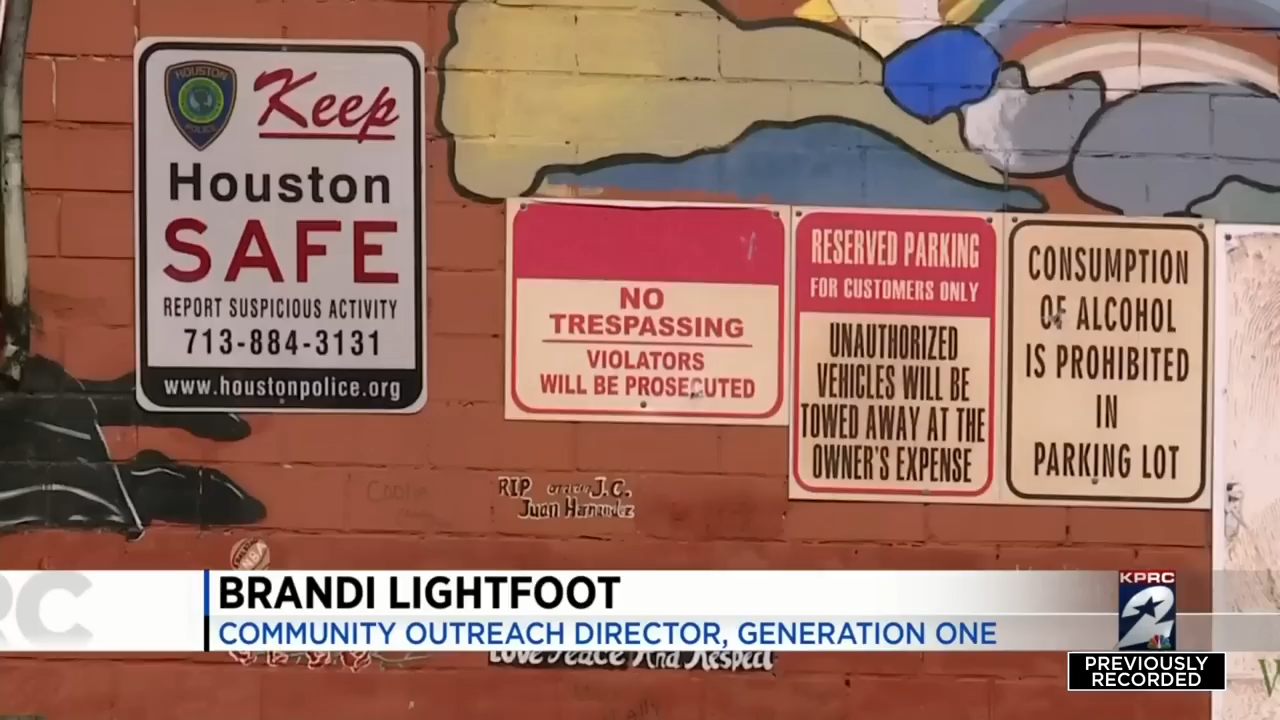 HOUSTON
POLICE
Keep
Houston
SAFE
REPORT SUSPICIOUS ACTIVITY
713-884-3131
www.houstonpolice.org
NO
TRESPASSING
VIOLATORS
WILL BE PROSECUTED
RESERVED PARKING
FOR CUSTOMERS ONLY
UNAUTHORIZED
VEHICLES WILL BE
TOWED AWAY AT THE
OWNER'S EXPENSE
CONSUMPTION
OF ALCOHOL
IS PROHIBITED
IN
PARKING LOT
RIP J.C.
Juan Hernandez
NBA
BRANDI LIGHTFOOT
COMMUNITY OUTREACH DIRECTOR, GENERATION ONE
KPRC
2
Love Peace And Respect
PREVIOUSLY
RECORDED